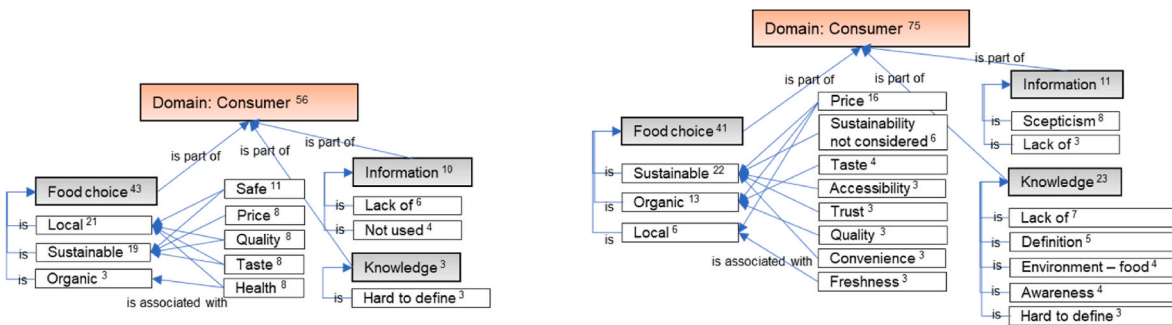 Domain: Consumer 56
is part of
is part of
is part of
Food choice 43
is
Local 21
is
Sustainable 19
is
Organic 3
Safe 11
Price 8
Quality 8
Taste 8
Health 8
is associated with
Information 10
is
Lack of 6
is
Not used 4
Knowledge 3
is
Hard to define 3
Domain: Consumer 75
is part of
is part of
is part of
Food choice 41
is
Sustainable 22
is
Organic 13
is
Local 6
Price 16
Sustainability
not considered 6
Taste 4
Accessibility 3
Trust 3
Quality 3
Convenience 3
Freshness 3
is associated with
Information 11
is
Scepticism 8
is
Lack of 3
Knowledge 23
is
Lack of 7
is
Definition 5
is
Environment – food 4
is
Awareness 4
is
Hard to define 3